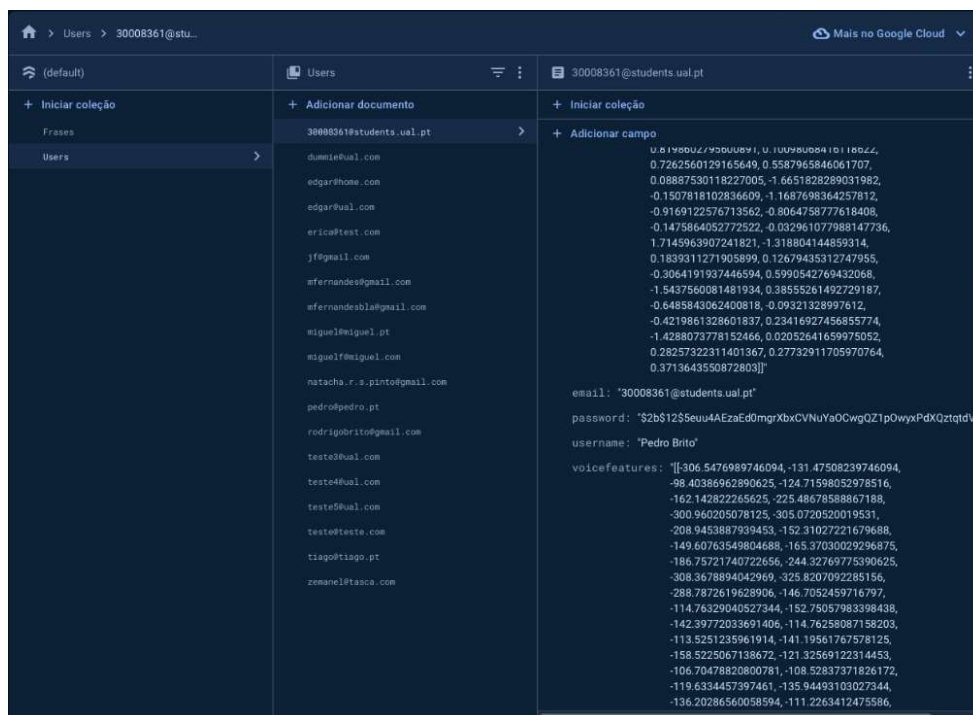 Users > 30008361@stu...
Mais no Google Cloud
(default)
Users
30008361@students.ual.pt
+ Iniciar coleção
+ Adicionar documento
+ Iniciar coleção
Frases
Users
30008361@students.ual.pt
dummie@ual.com
edgar@home.com
edgar@ual.com
erica@test.com
jf@gmail.com
mfernandes@gmail.com
mfernandesbla@gmail.com
miguel@miguel.pt
miguelf@miguel.com
natacha.r.s.pinto@gmail.com
pedro@pedro.pt
rodrigobrito@gmail.com
teste3@ual.com
teste4@ual.com
teste5@ual.com
teste@teste.com
tiago@tiago.pt
zemanel@tasca.com
+ Adicionar campo
0.8198602795600891, 0.10098068416118622,
0.7262560129165649, 0.5587965846061707,
0.08887530118227005, -1.6651828289031982,
-0.1507818102836609, -1.1687698364257812,
-0.9169122576713562, -0.8064758777618408,
-0.1475864052772522, -0.032961077988147736,
1.7145963907241821, -1.318804144859314,
0.1839311271905899, 0.12679435312747955,
-0.3064191937446594, 0.5990542769432068,
-1.5437560081481934, 0.38555261492729187,
-0.6485843062400818, -0.09321328997612,
-0.4219861328601837, 0.23416927456855774,
-1.4288073778152466, 0.02052641659975052,
0.28257322311401367, 0.27732911705970764,
0.3713643550872803]]"
email: "30008361@students.ual.pt"
password: "$2b$12$5euu4AEzaEd0mgrXbxCVNuYaOCwgQZ1pOwyxPdXQztqtdV
username: "Pedro Brito"
voicefeatures: "[[-306.5476989746094, -131.47508239746094,
-98.40386962890625, -124.71598052978516,
-162.142822265625, -225.48678588867188,
-300.960205078125, -305.0720520019531,
-208.9453887939453, -152.31027221679688,
-149.60763549804688, -165.37030029296875,
-186.75721740722656, -244.32769775390625,
-308.3678894042969, -325.8207092285156,
-288.7872619628906, -146.7052459716797,
-114.76329040527344, -152.75057983398438,
-142.39772033691406, -114.76258087158203,
-113.5251235961914, -141.19561767578125,
-158.5225067138672, -121.32569122314453,
-106.70478820800781, -108.52837371826172,
-119.6334457397461, -135.94493103027344,
-136.20286560058594, -111.2263412475586,